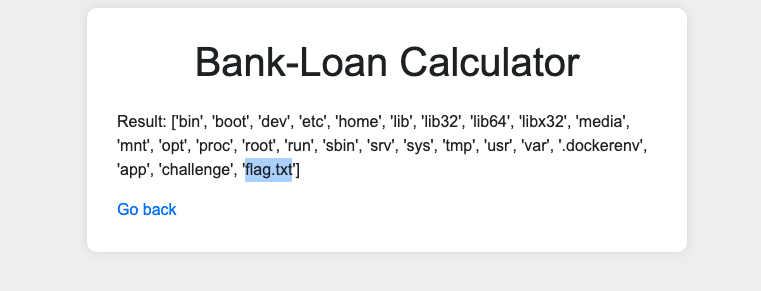 Bank-Loan Calculator
Result: ['bin', 'boot', 'dev', 'etc', 'home', 'lib', 'lib32', 'lib64', 'libx32', 'media',
'mnt', 'opt', 'proc', 'root', 'run', 'sbin', 'srv', 'sys', 'tmp', 'usr', 'var', '.dockerenv',
'app', 'challenge', 'flag.txt']
Go back